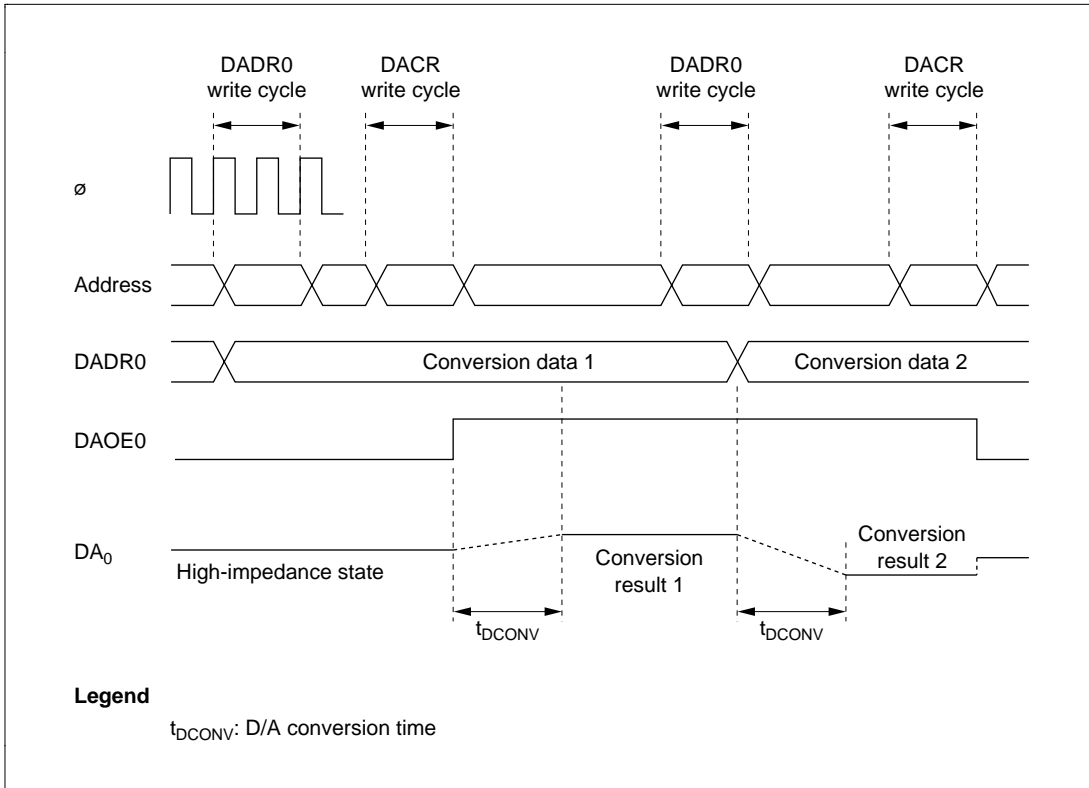 DADR0
write cycle
DACR
write cycle
DADR0
write cycle
DACR
write cycle
ø
Address
DADR0
Conversion data 1
Conversion data 2
DAOE0
DA0
High-impedance state
Conversion
result 1
Conversion
result 2
tDCONV
tDCONV
Legend
tDCONV: D/A conversion time